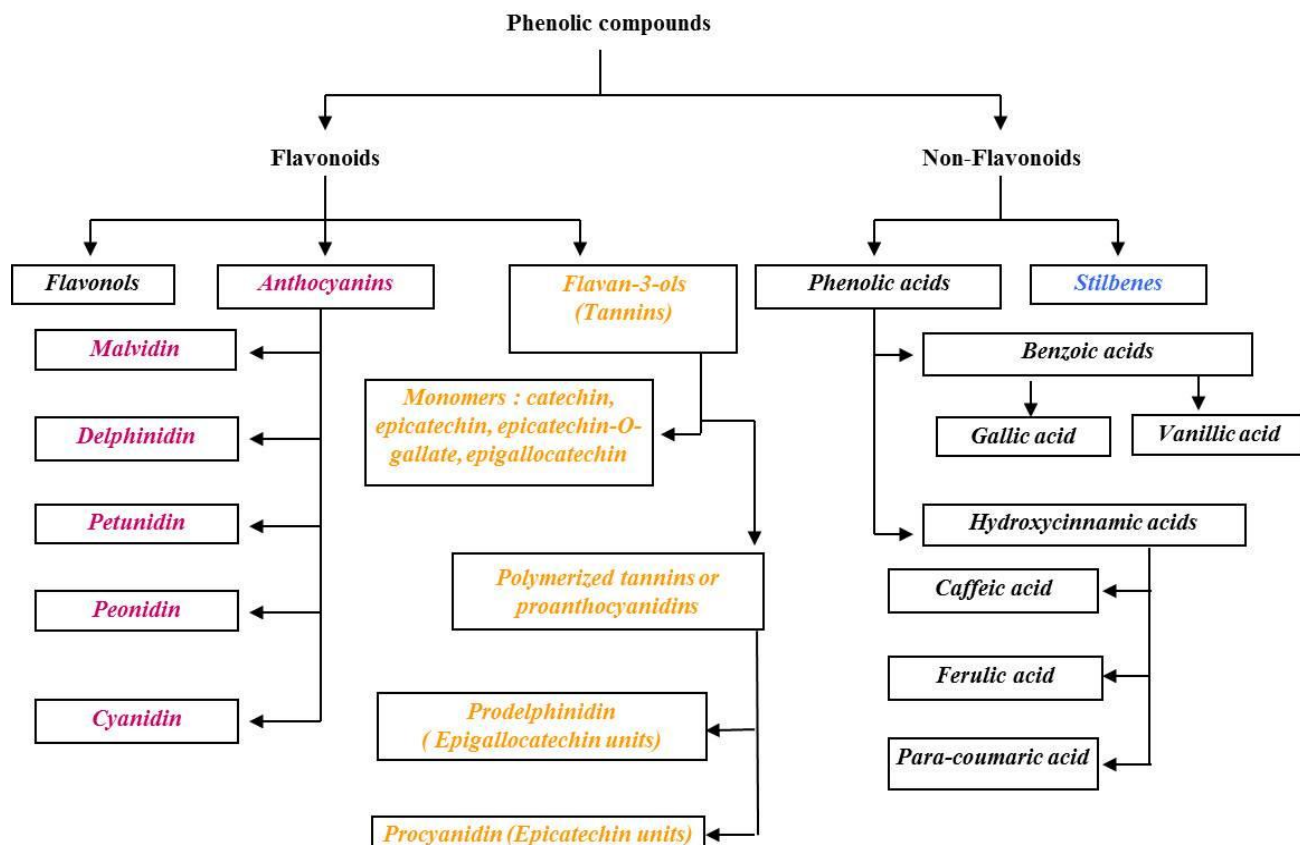 Phenolic compounds
Flavonoids
Non-Flavonoids
Flavonols
Anthocyanins
Flavan-3-ols
(Tannins)
Phenolic acids
Stilbenes
Malvidin
Delphinidin
Petunidin
Peonidin
Cyanidin
Monomers : catechin,
epicatechin, epicatechin-O-
gallate, epigallocatechin
Polymerized tannins or
proanthocyanidins
Prodelphinidin
( Epigallocatechin units)
Procyanidin (Epicatechin units)
Benzoic acids
Gallic acid
Vanillic acid
Hydroxycinnamic acids
Caffeic acid
Ferulic acid
Para-coumaric acid